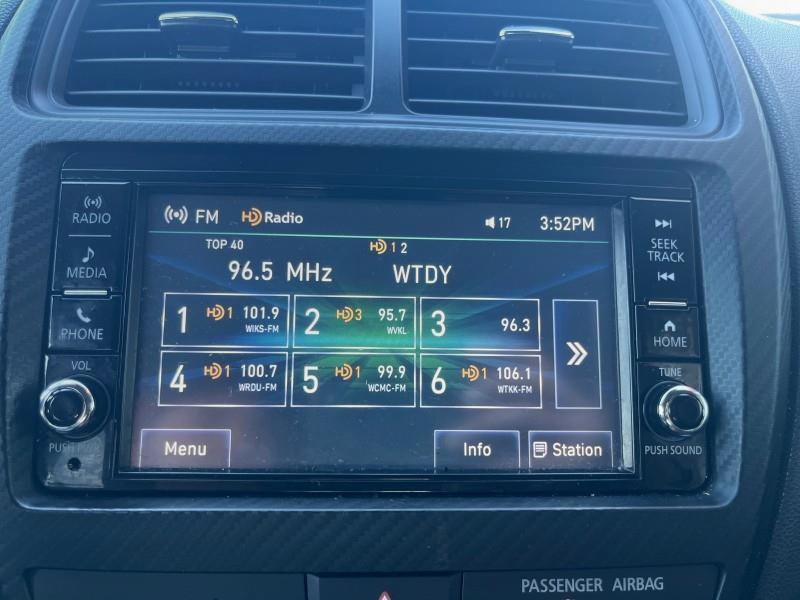 RADIO
MEDIA
PHONE
VOL
PUSH PWR
FM HD Radio 17 3:52PM
TOP 40 HD 1 2
96.5 MHz WTDY
1 HD 1 101.9 WIKS-FM
2 HD 3 95.7 WVKL
3 96.3
4 HD 1 100.7 WRDU-FM
5 HD 1 99.9 WCMC-FM
6 HD 1 106.1 WTKK-FM
Menu Info Station
SEEK
TRACK
HOME
TUNE
PUSH SOUND
PASSENGER AIRBAG